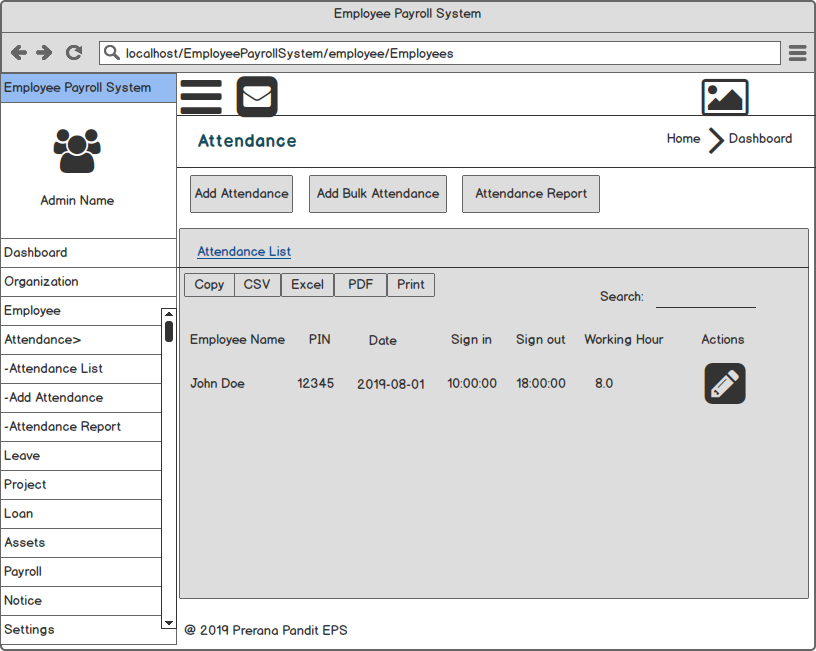 Employee Payroll System
localhost/EmployeePayrollSystem/employee/Employees
Employee Payroll System
Admin Name
Dashboard
Organization
Employee
Attendance>
-Attendance List
-Add Attendance
-Attendance Report
Leave
Project
Loan
Assets
Payroll
Notice
Settings
Attendance
Home Dashboard
Add Attendance Add Bulk Attendance Attendance Report
Attendance List
Copy CSV Excel PDF Print
Search:
Employee Name PIN Date Sign in Sign out Working Hour Actions
John Doe 12345 2019-08-01 10:00:00 18:00:00 8.0
@ 2019 Prerana Pandit EPS